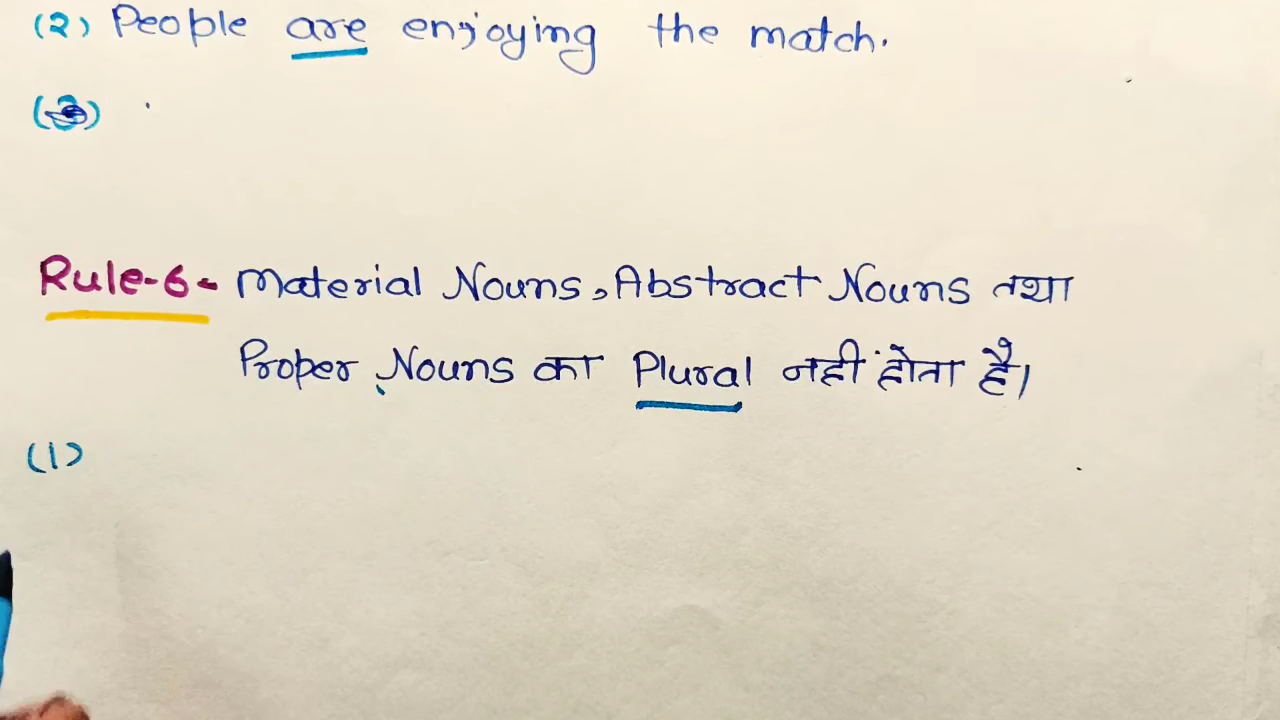 (2) People are enjoying the match.
(3)
Rule-6- Material Nouns, Abstract Nouns तथा
Proper Nouns का Plural नहीं होता है।
(1)